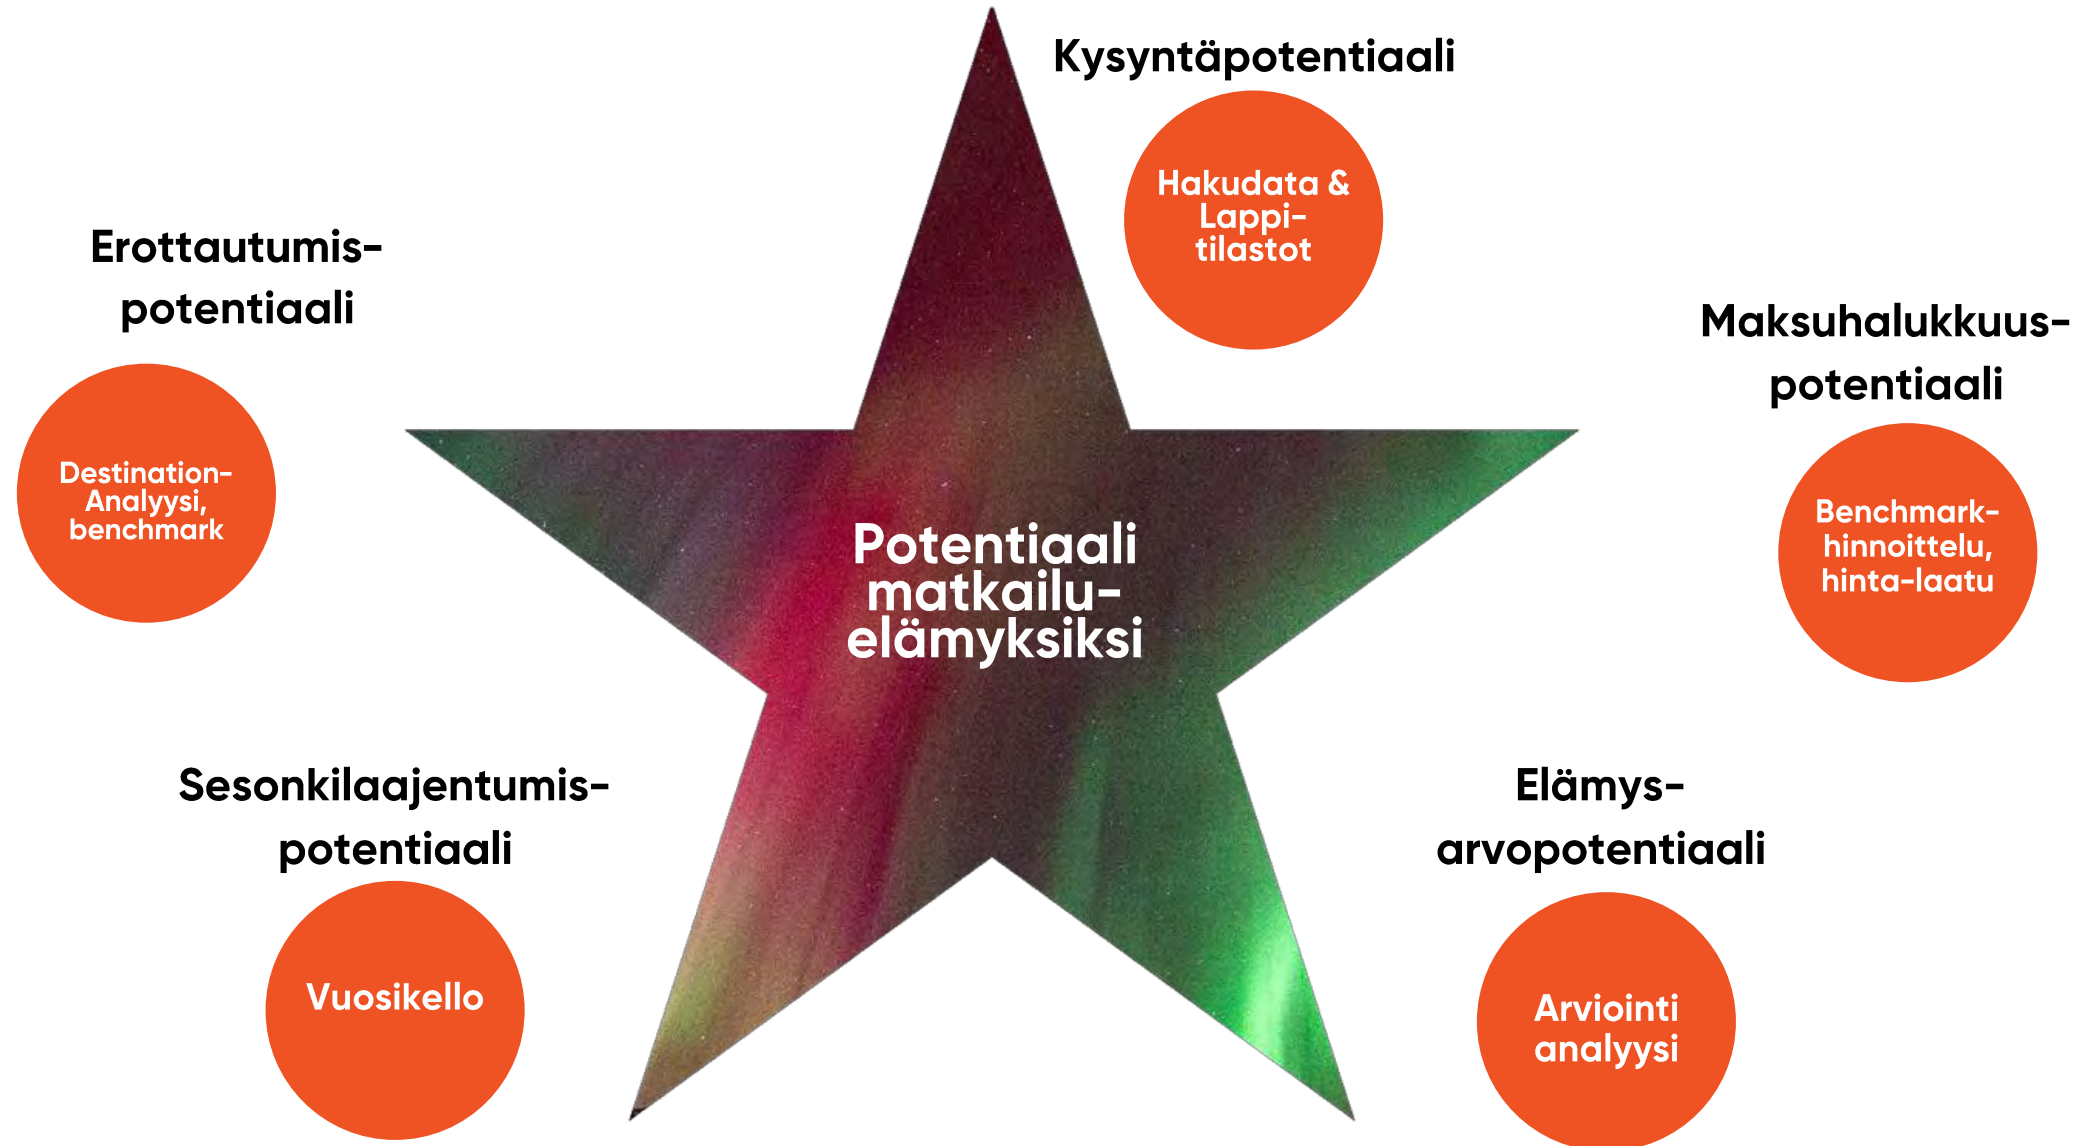 Kysyntäpotentiaali
Hakudata &
Lappi-
tilastot
Erottautumis-
potentiaali
Destination-
Analyysi,
benchmark
Maksuhalukkuus-
potentiaali
Benchmark-
hinnoittelu,
hinta-laatu
Potentiaali
matkailu-
elämyksiksi
Sesonkilaajentumis-
potentiaali
Vuosikello
Elämys-
arvopotentiaali
Arviointi
analyysi